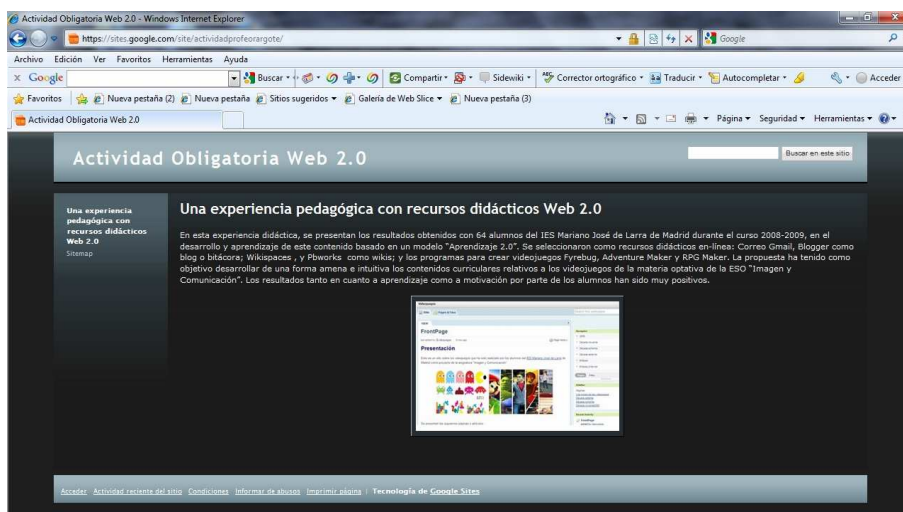 Actividad Obligatoria Web 2.0 - Windows Internet Explorer
https://sites.google.com/site/actividadprofeorargote/
Google
Archivo Edición Ver Favoritos Herramientas Ayuda
x Google Buscar Compartir Sidewiki Corrector ortográfico Traducir Autocompletar Acceder
Favoritos Nueva pestaña (2) Nueva pestaña Sitios sugeridos Galería de Web Slice Nueva pestaña (3)
Actividad Obligatoria Web 2.0
Página Seguridad Herramientas
Actividad Obligatoria Web 2.0
Buscar en este sitio
Una experiencia
pedagógica con
recursos didácticos
Web 2.0
Sitemap
Una experiencia pedagógica con recursos didácticos Web 2.0
En esta experiencia didáctica, se presentan los resultados obtenidos con 64 alumnos del IES Mariano José de Larra de Madrid durante el curso 2008-2009, en el
desarrollo y aprendizaje de este contenido basado en un modelo "Aprendizaje 2.0". Se seleccionaron como recursos didácticos en-línea: Correo Gmail, Blogger como
blog o bitácora; Wikispaces , y Pbworks como wikis; y los programas para crear videojuegos Fyrebug, Adventure Maker y RPG Maker. La propuesta ha tenido como
objetivo desarrollar de una forma amena e intuitiva los contenidos curriculares relativos a los videojuegos de la materia optativa de la ESO "Imagen y
Comunicación". Los resultados tanto en cuanto a aprendizaje como a motivación por parte de los alumnos han sido muy positivos.
FrontPage
Presentación
Acceder Actividad reciente del sitio Condiciones Informar de abusos Imprimir página | Tecnología de Google Sites